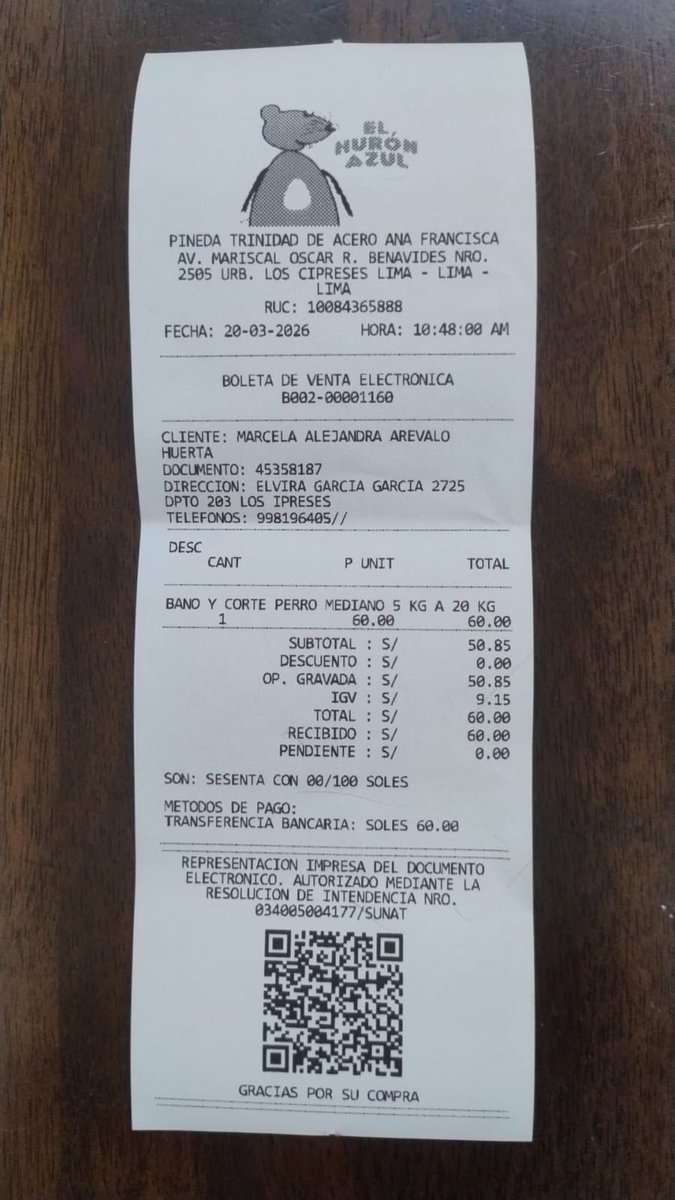 EL,
HURÓN
AZUL
PINEDA TRINIDAD DE ACERO ANA FRANCISCA
AV. MARISCAL OSCAR R. BENAVIDES NRO.
2505 URB. LOS CIPRESES LIMA - LIMA -
LIMA
RUC: 10084365888
FECHA: 20-03-2026 HORA: 10:48:00 AM
BOLETA DE VENTA ELECTRONICA
B002-00001160
CLIENTE: MARCELA ALEJANDRA AREVALO
HUERTA
DOCUMENTO: 45358187
DIRECCION: ELVIRA GARCIA GARCIA 2725
DPTO 203 LOS IPRESES
TELEFONOS: 998196405//
DESC
CANT P UNIT TOTAL
BANO Y CORTE PERRO MEDIANO 5 KG A 20 KG
1 60.00 60.00
SUBTOTAL : S/ 50.85
DESCUENTO : S/ 0.00
OP. GRAVADA : S/ 50.85
IGV : S/ 9.15
TOTAL : S/ 60.00
RECIBIDO : S/ 60.00
PENDIENTE : S/ 0.00
SON: SESENTA CON 00/100 SOLES
METODOS DE PAGO:
TRANSFERENCIA BANCARIA: SOLES 60.00
REPRESENTACION IMPRESA DEL DOCUMENTO
ELECTRONICO. AUTORIZADO MEDIANTE LA
RESOLUCION DE INTENDENCIA NRO.
034005004177/SUNAT
GRACIAS POR SU COMPRA